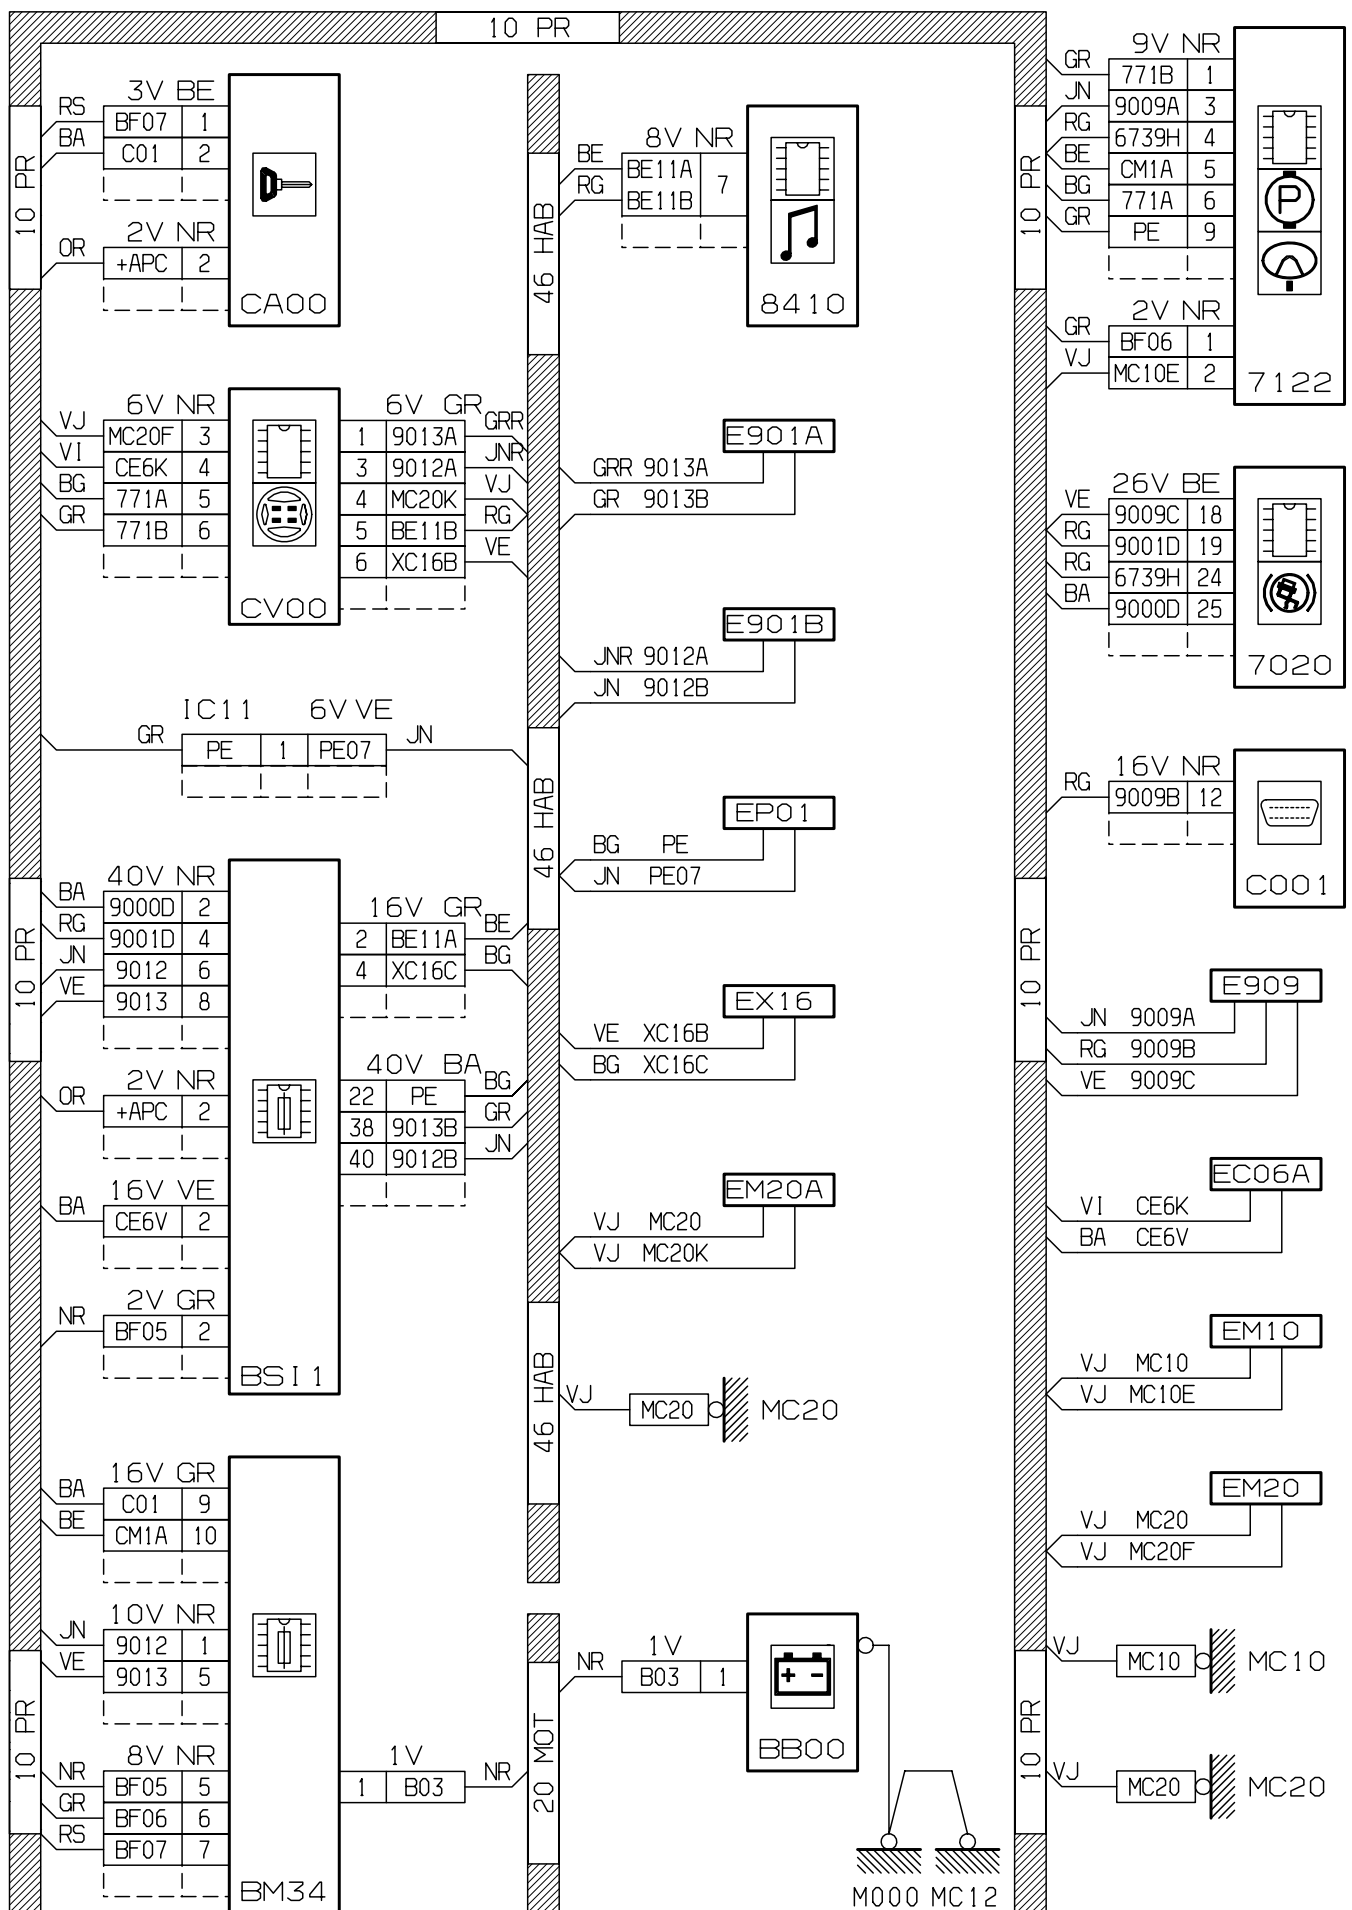 10 PR
3V BE
RS BF07 1
BA C01 2
2V NR
OR +APC 2
CA00
10 PR
6V NR
VJ MC20F 3
VI CE6K 4
BG 771A 5
GR 771B 6
6V GR
1 9013A GRR
3 9012A JNR
4 MC20K VJ
5 BE11B RG
6 XC16B VE
CV00
IC11 6V VE
GR PE 1 PE07 JN
40V NR
BA 9000D 2
RG 9001D 4
JN 9012 6
VE 9013 8
10 PR
16V GR
2 BE11A BE
4 XC16C BG
2V NR
OR +APC 2
40V BA
22 PE BG
38 9013B GR
40 9012B JN
16V VE
BA CE6V 2
2V GR
NR BF05 2
BSI1
16V GR
BA C01 9
BE CM1A 10
10V NR
JN 9012 1
VE 9013 5
10 PR
8V NR
NR BF05 5
GR BF06 6
RS BF07 7
1V
1 B03 NR
BM34
46 HAB
8V NR
BE BE11A
RG BE11B
7
8410
E901A
GRR 9013A
GR 9013B
E901B
JNR 9012A
JN 9012B
46 HAB
EP01
BG PE
JN PE07
EX16
VE XC16B
BG XC16C
EM20A
VJ MC20
VJ MC20K
46 HAB
VJ MC20 MC20
20 MOT
1V
NR B03 1
+ -
BB00
M000 MC12
10 PR
9V NR
GR 771B 1
JN 9009A 3
RG 6739H 4
BE CM1A 5
BG 771A 6
GR PE 9
P
2V NR
GR BF06 1
VJ MC10E 2
7122
26V BE
VE 9009C 18
RG 9001D 19
RG 6739H 24
BA 9000D 25
7020
16V NR
RG 9009B 12
C001
10 PR
E909
JN 9009A
RG 9009B
VE 9009C
EC06A
VI CE6K
BA CE6V
EM10
VJ MC10
VJ MC10E
EM20
VJ MC20
VJ MC20F
VJ MC10 MC10
10 PR
VJ MC20 MC20